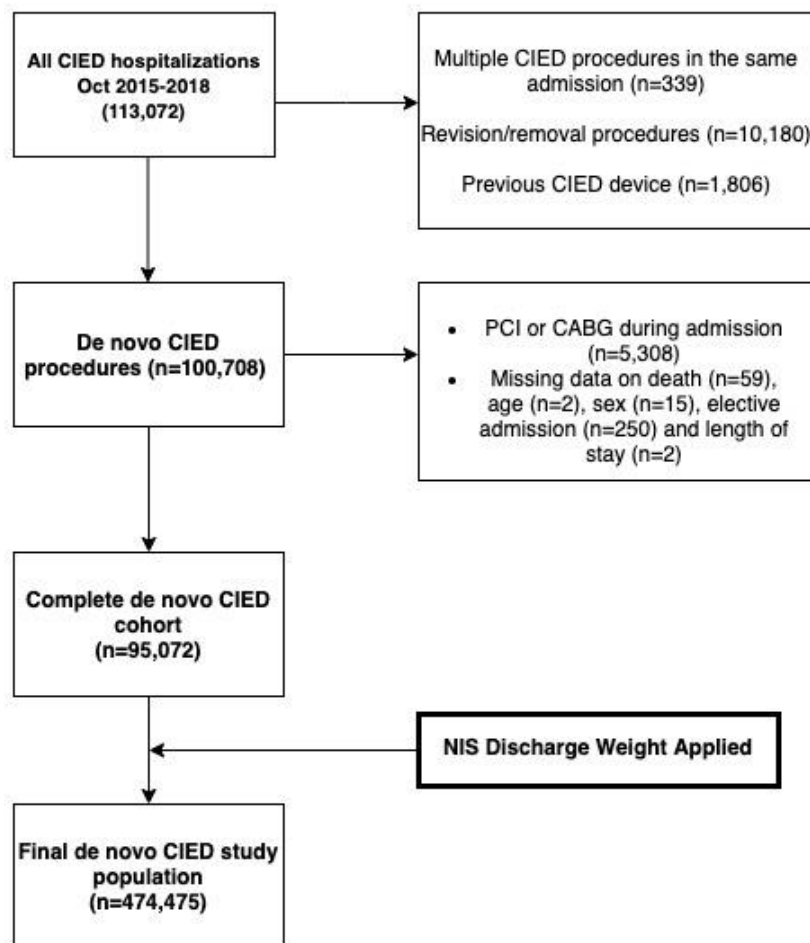 All CIED hospitalizations
Oct 2015-2018
(113,072)
Multiple CIED procedures in the same
admission (n=339)
Revision/removal procedures (n=10,180)
Previous CIED device (n=1,806)
De novo CIED
procedures (n=100,708)
• PCI or CABG during admission
(n=5,308)
• Missing data on death (n=59),
age (n=2), sex (n=15), elective
admission (n=250) and length of
stay (n=2)
Complete de novo CIED
cohort
(n=95,072)
NIS Discharge Weight Applied
Final de novo CIED study
population
(n=474,475)